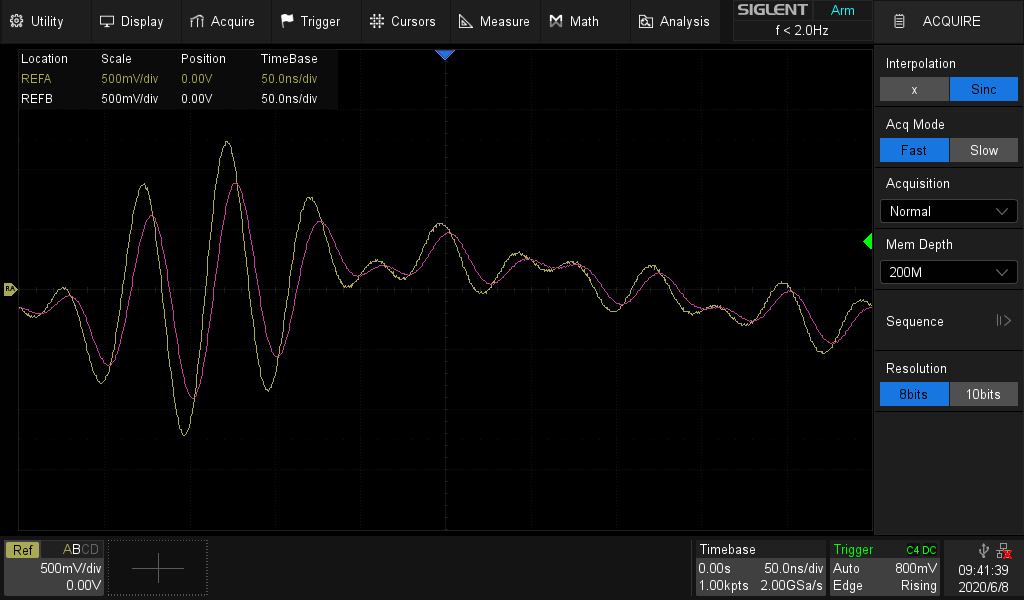 Utility Display Acquire Trigger Cursors Measure Math Analysis SIGLENT Arm ACQUIRE
f < 2.0Hz
Location Scale Position TimeBase
REFA 500mV/div 0.00V 50.0ns/div
REFB 500mV/div 0.00V 50.0ns/div
RA
Interpolation
x Sinc
Acq Mode
Fast Slow
Acquisition
Normal
Mem Depth
200M
Sequence
Resolution
8bits 10bits
Ref ABCD
500mV/div
0.00V
Timebase
0.00s 50.0ns/div
1.00kpts 2.00GSa/s
Trigger C4 DC
Auto 800mV
Edge Rising
09:41:39
2020/6/8